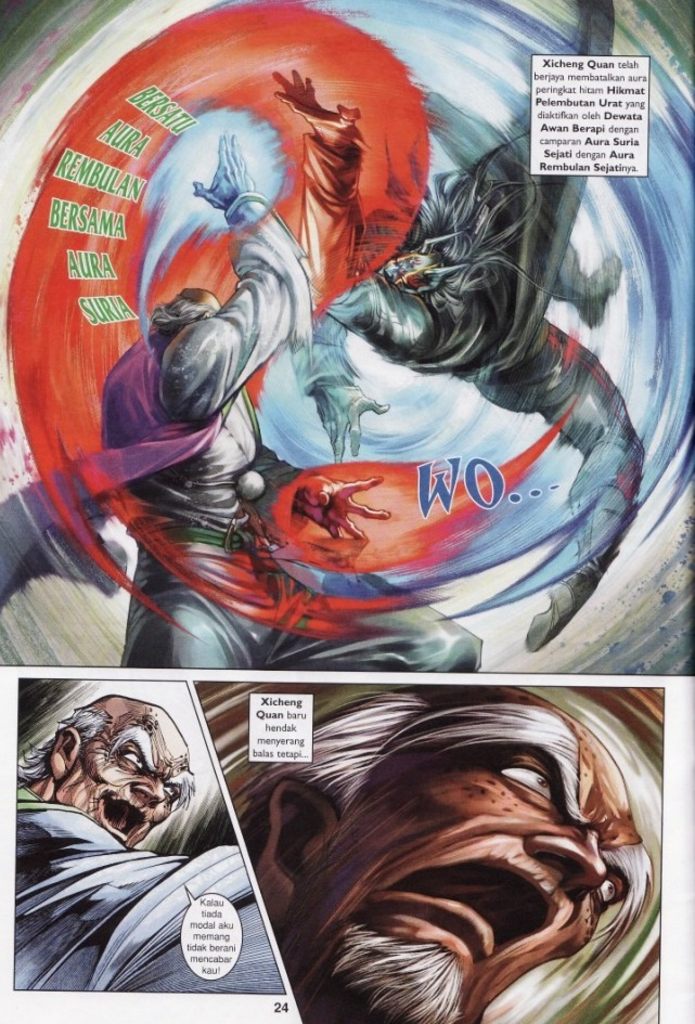 Xicheng Quan telah
berjaya membatalkan aura
peringkat hitam Hikmat
Pelembutan Urat yang
diaktifkan oleh Dewata
Awan Berapi dengan
camparan Aura Suria
Sejati dengan Aura
Rembulan Sejatinya.
BERSATU
AURA
REMBULAN
BERSAMA
AURA
SURIA
WO...
Kalau
tiada
modal aku
memang
tidak berani
mencabar
kau!
Xicheng
Quan baru
hendak
menyerang
balas tetapi...
24